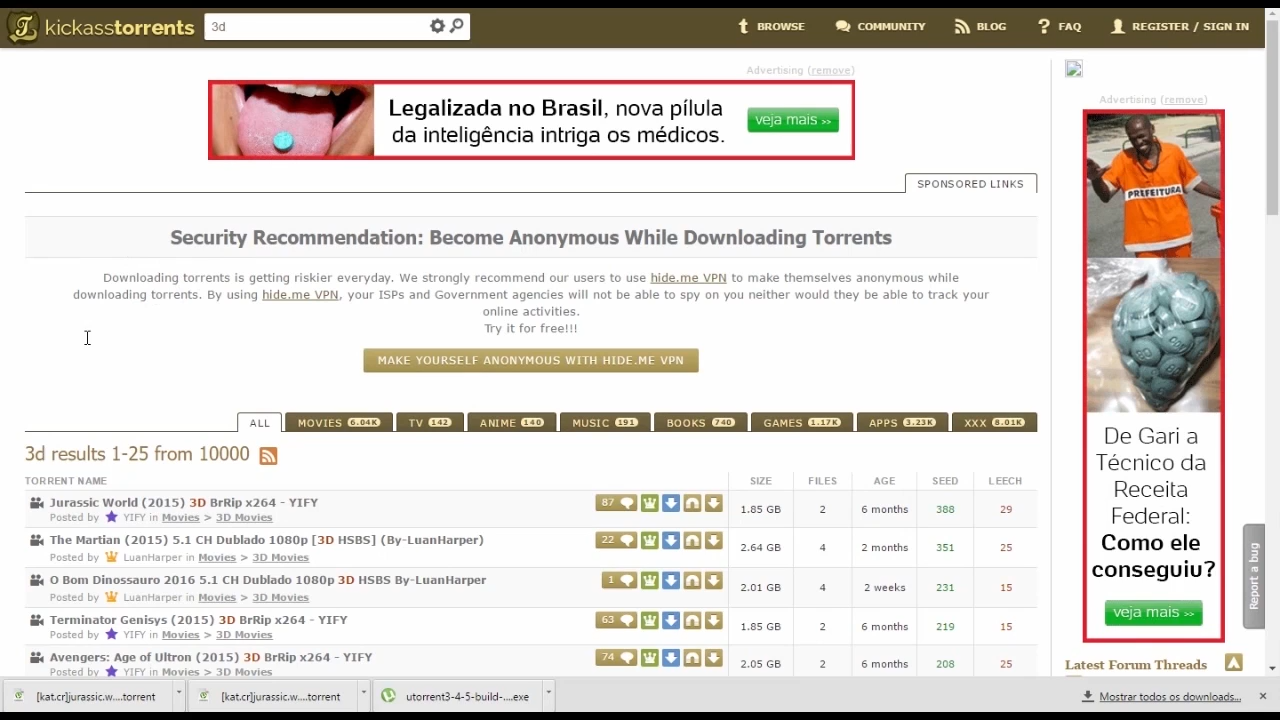 kickasstorrents
3d
BROWSE
COMMUNITY
BLOG
FAQ
REGISTER / SIGN IN
Advertising (remove)
Legalizada no Brasil, nova pílula
da inteligência intriga os médicos.
veja mais >>
SPONSORED LINKS
Security Recommendation: Become Anonymous While Downloading Torrents
Downloading torrents is getting riskier everyday. We strongly recommend our users to use hide.me VPN to make themselves anonymous while
downloading torrents. By using hide.me VPN, your ISPs and Government agencies will not be able to spy on you neither would they be able to track your
online activities.
Try it for free!!!
MAKE YOURSELF ANONYMOUS WITH HIDE.ME VPN
ALL
MOVIES 6.04K
TV 142
ANIME 140
MUSIC 191
BOOKS 740
GAMES 1.17K
APPS 3.23K
XXX 8.01K
3d results 1-25 from 10000
TORRENT NAME SIZE FILES AGE SEED LEECH
Jurassic World (2015) 3D BrRip x264 - YIFY 87 1.85 GB 2 6 months 388 29
Posted by YIFY in Movies > 3D Movies
The Martian (2015) 5.1 CH Dublado 1080p [3D HSBS] (By-LuanHarper) 22 2.64 GB 4 2 months 351 25
Posted by LuanHarper in Movies > 3D Movies
O Bom Dinossauro 2016 5.1 CH Dublado 1080p 3D HSBS By-LuanHarper 1 2.01 GB 4 2 weeks 231 15
Posted by LuanHarper in Movies > 3D Movies
Terminator Genisys (2015) 3D BrRip x264 - YIFY 63 1.85 GB 2 6 months 219 15
Posted by YIFY in Movies > 3D Movies
Avengers: Age of Ultron (2015) 3D BrRip x264 - YIFY 74 2.05 GB 2 6 months 208 25
Posted by YIFY in Movies > 3D Movies
Advertising (remove)
PREFEITURA
De Gari a
Técnico da
Receita
Federal:
Como ele
conseguiu?
veja mais >>
Report a bug
Latest Forum Threads
[kat.cr]jurassic.w....torrent
[kat.cr]jurassic.w....torrent
utorrent3-4-5-build-....exe
Mostrar todos os downloads...